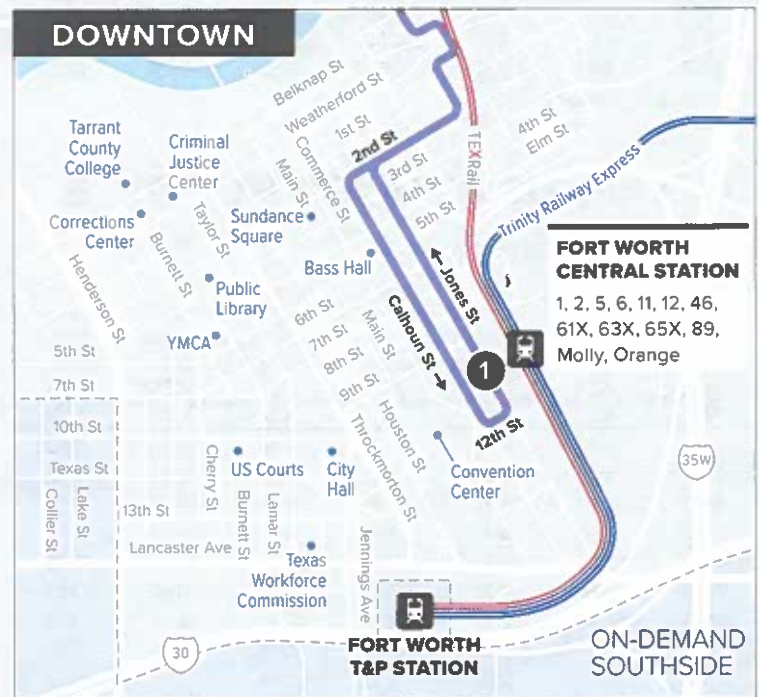 DOWNTOWN
Belknap St
Weatherford St
1st St
2nd St
Commerce St
Main St
3rd St
4th St
5th St
4th St
Elm St
TEXRail
Trinity Railway Express
Tarrant
County
College
Criminal
Justice
Center
Corrections
Center
Taylor St
Burnett St
Henderson St
Sundance
Square
Bass Hall
Public
Library
YMCA
Jones St
Calhoun St
1
12th St
FORT WORTH
CENTRAL STATION
1, 2, 5, 6, 11, 12, 46,
61X, 63X, 65X, 89,
Molly, Orange
6th St
7th St
8th St
9th St
Main St
Houston St
Throckmorton St
5th St
7th St
10th St
Texas St
Collier St
Lake St
13th St
Lancaster Ave
Cherry St
Burnett St
Lamar St
Jennings Ave
US Courts
City
Hall
Convention
Center
Texas
Workforce
Commission
35W
30
FORT WORTH
T&P STATION
ON-DEMAND
SOUTHSIDE